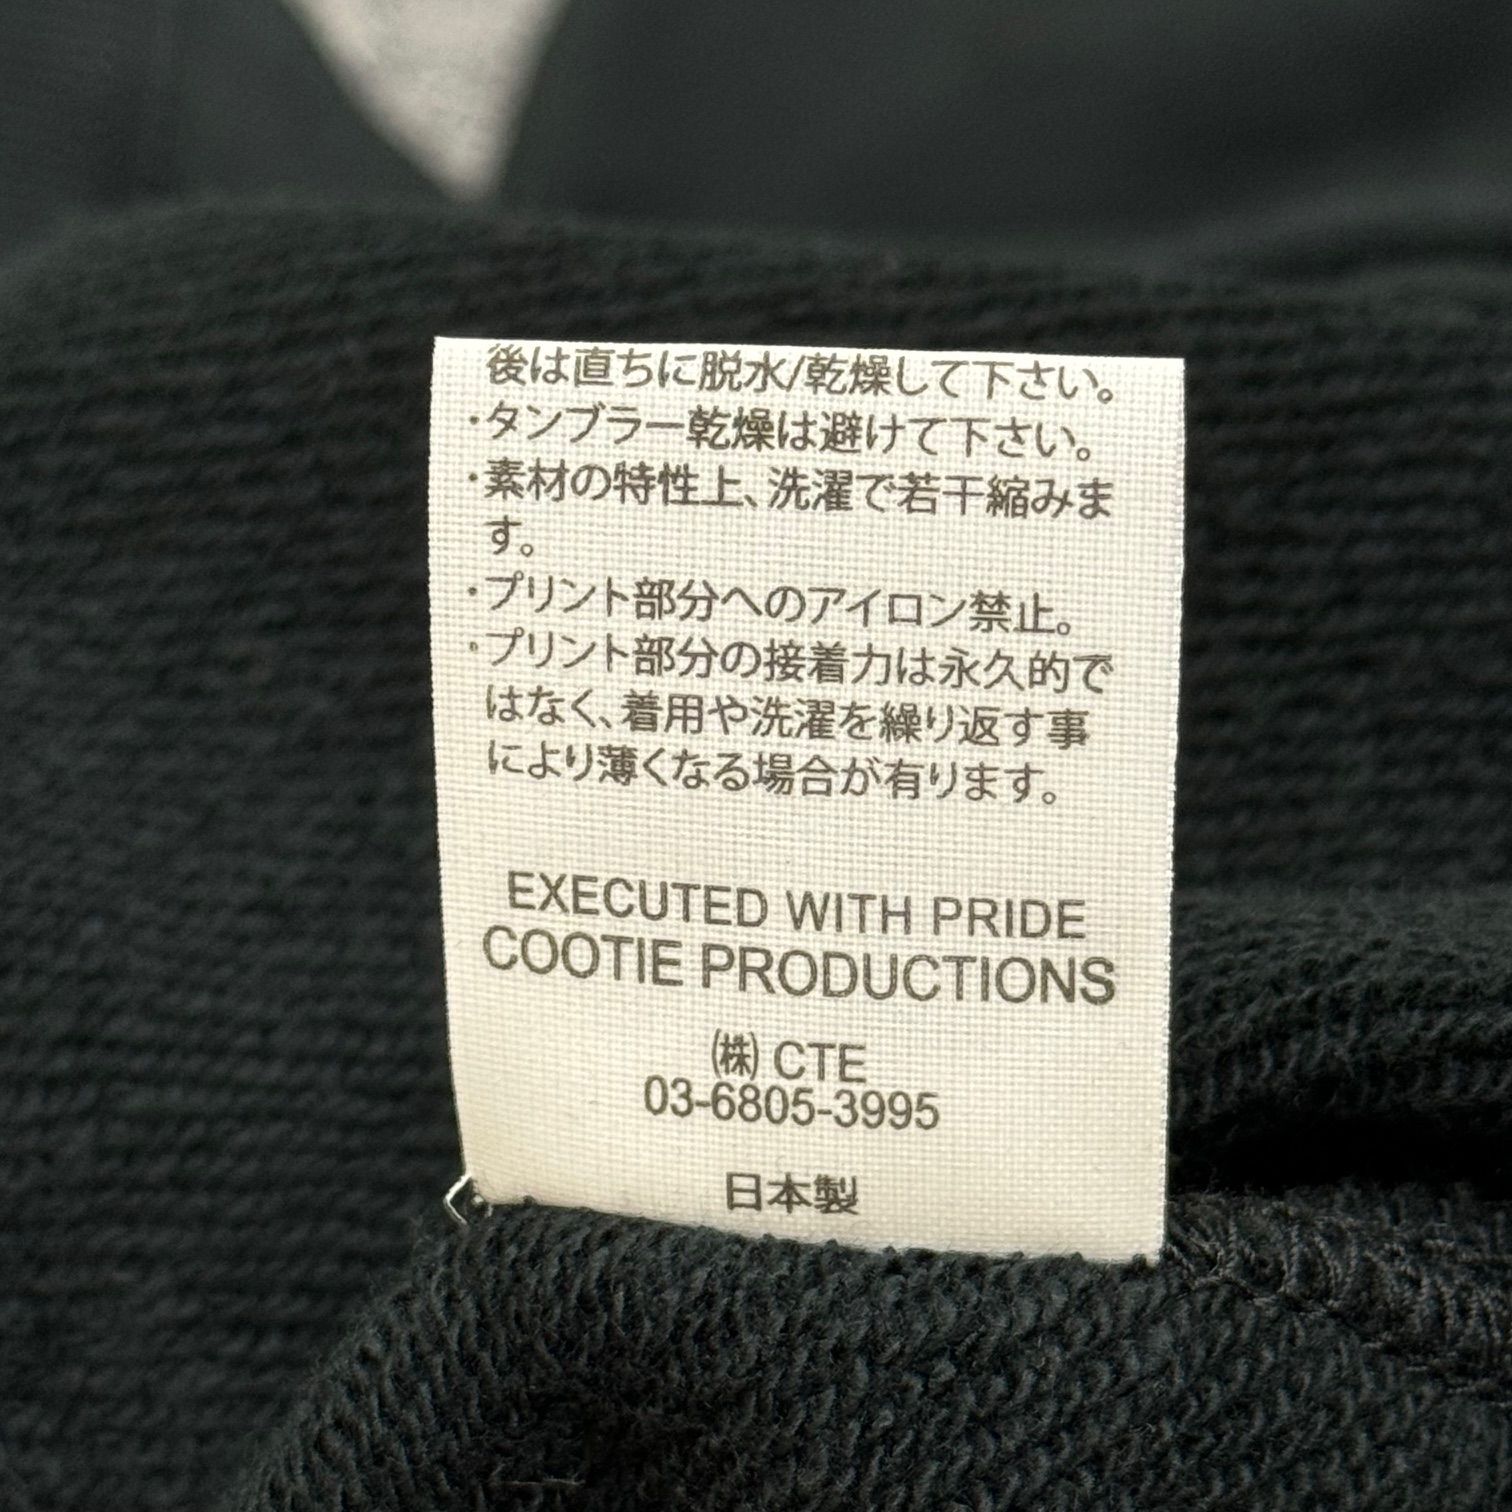 後は直ちに脱水/乾燥して下さい。
・タンブラー乾燥は避けて下さい。
・素材の特性上、洗濯で若干縮みま
す。
・プリント部分へのアイロン禁止。
・プリント部分の接着力は永久的で
はなく、着用や洗濯を繰り返す事
により薄くなる場合が有ります。
EXECUTED WITH PRIDE
COOTIE PRODUCTIONS
㈱ CTE
03-6805-3995
日本製